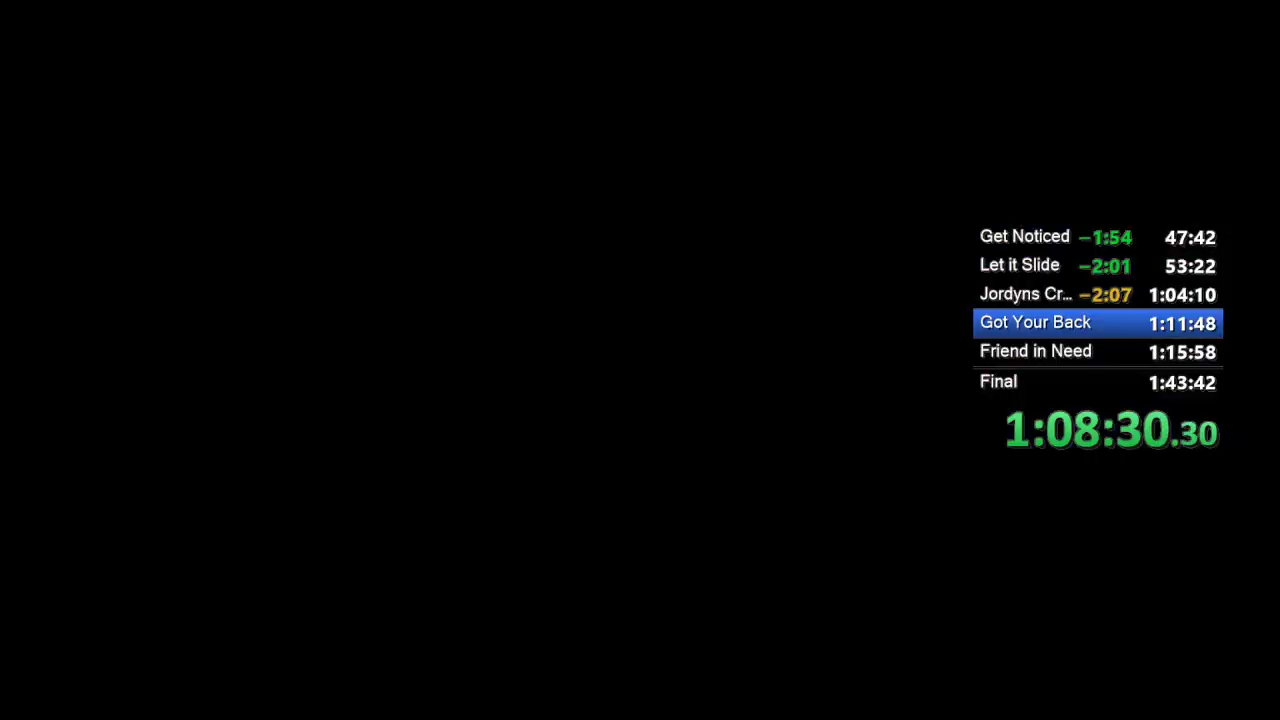 Get Noticed −1:54 47:42
Let it Slide −2:01 53:22
Jordyns Cr... −2:07 1:04:10
Got Your Back 1:11:48
Friend in Need 1:15:58
Final 1:43:42
1:08:30.30